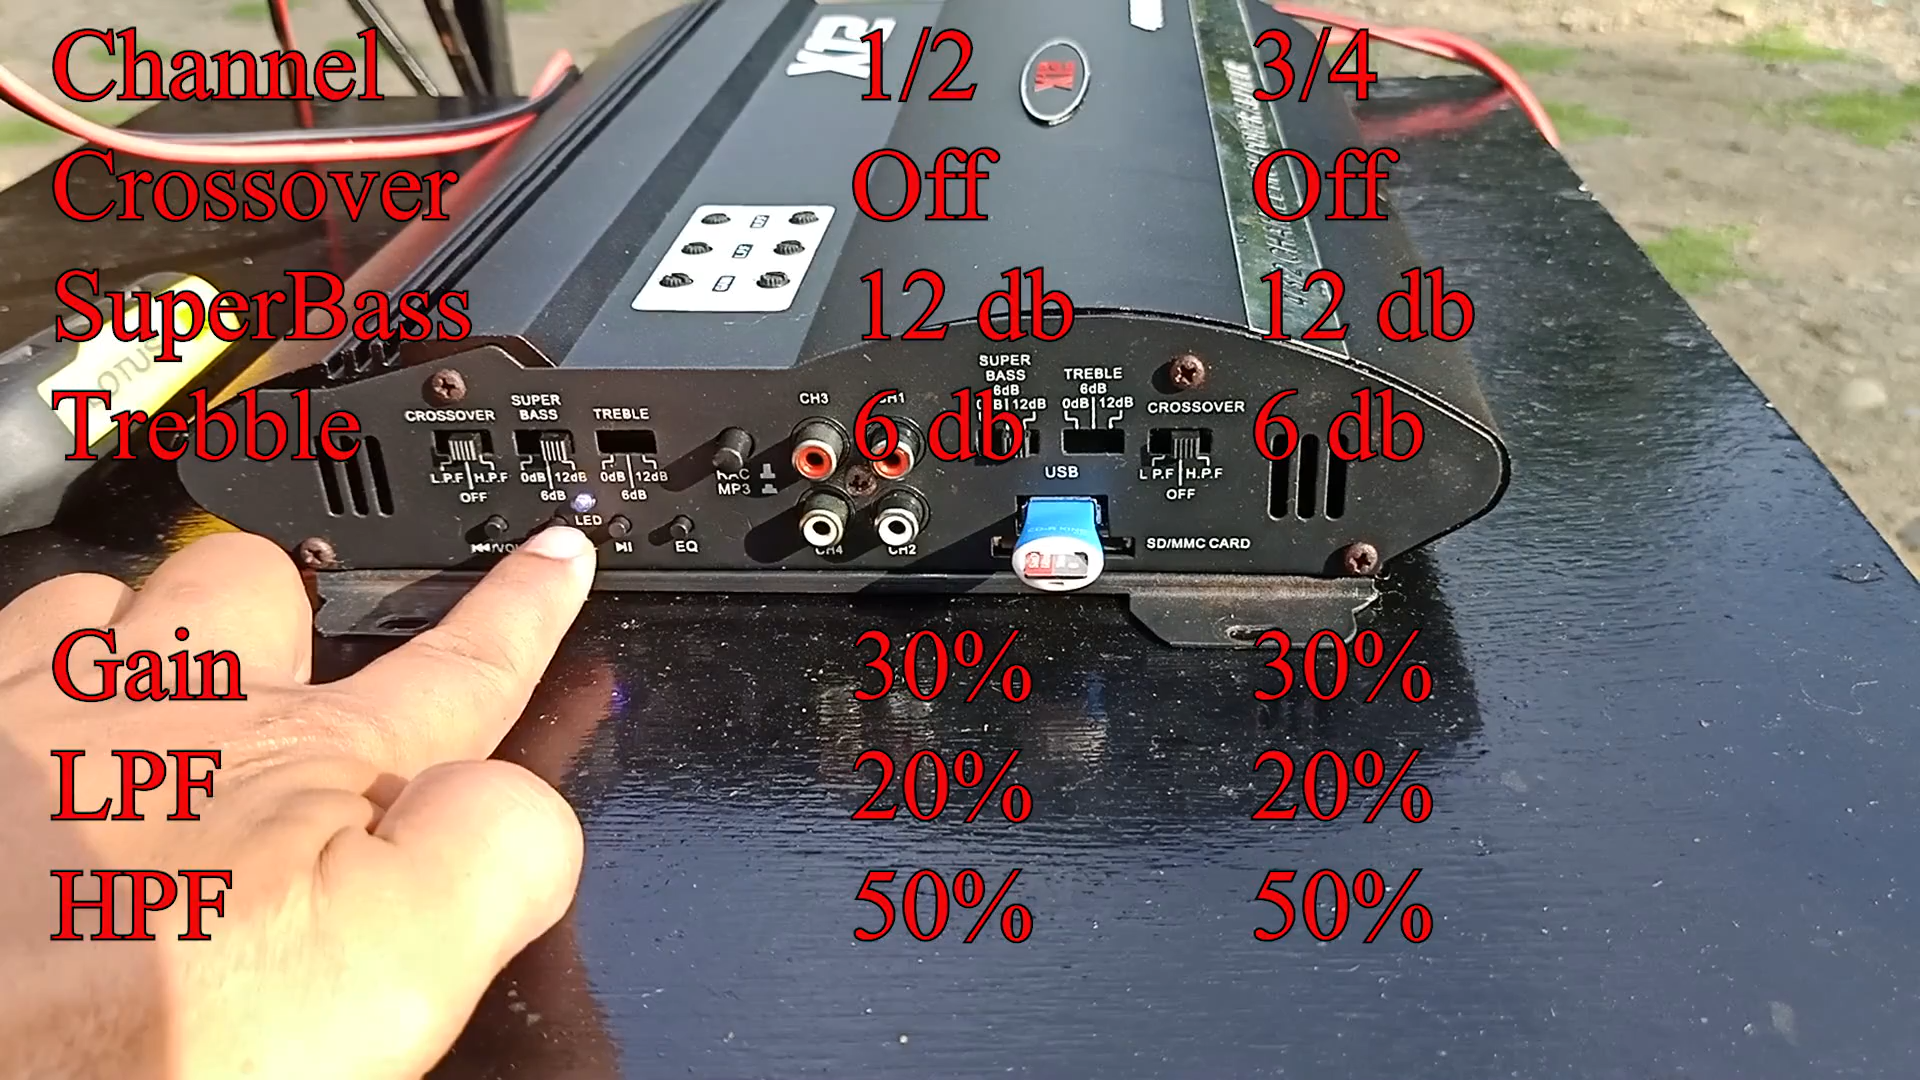 Channel 1/2 3/4
Crossover Off Off
SuperBass 12 db 12 db
Trebble 6 db 6 db
Gain 30% 30%
LPF 20% 20%
HPF 50% 50%
CROSSOVER
L.P.F H.P.F
OFF
SUPER
BASS
0dB 12dB
6dB
TREBLE
0dB 12dB
6dB
LED
EQ
MP3
CH3
CH4
CH2
SUPER
BASS
6dB
12dB
TREBLE
6dB
0dB 12dB
CROSSOVER
L P.F H.P.F
OFF
USB
SD/MMC CARD